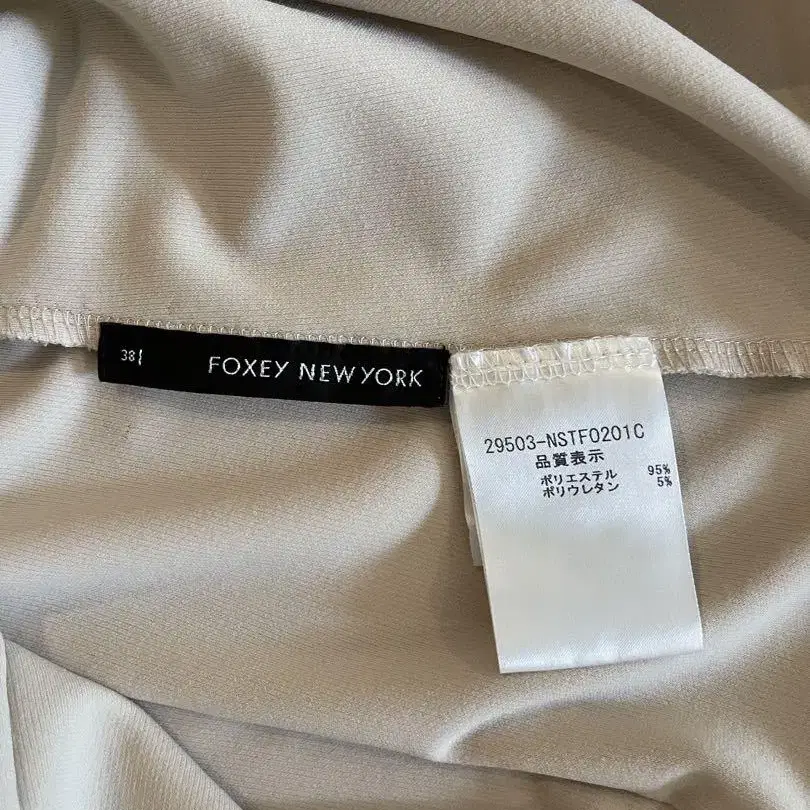 38
FOXEY NEW YORK
29503-NSTF0201C
品質表示
ポリエステル 95%
ポリウレタン 5%